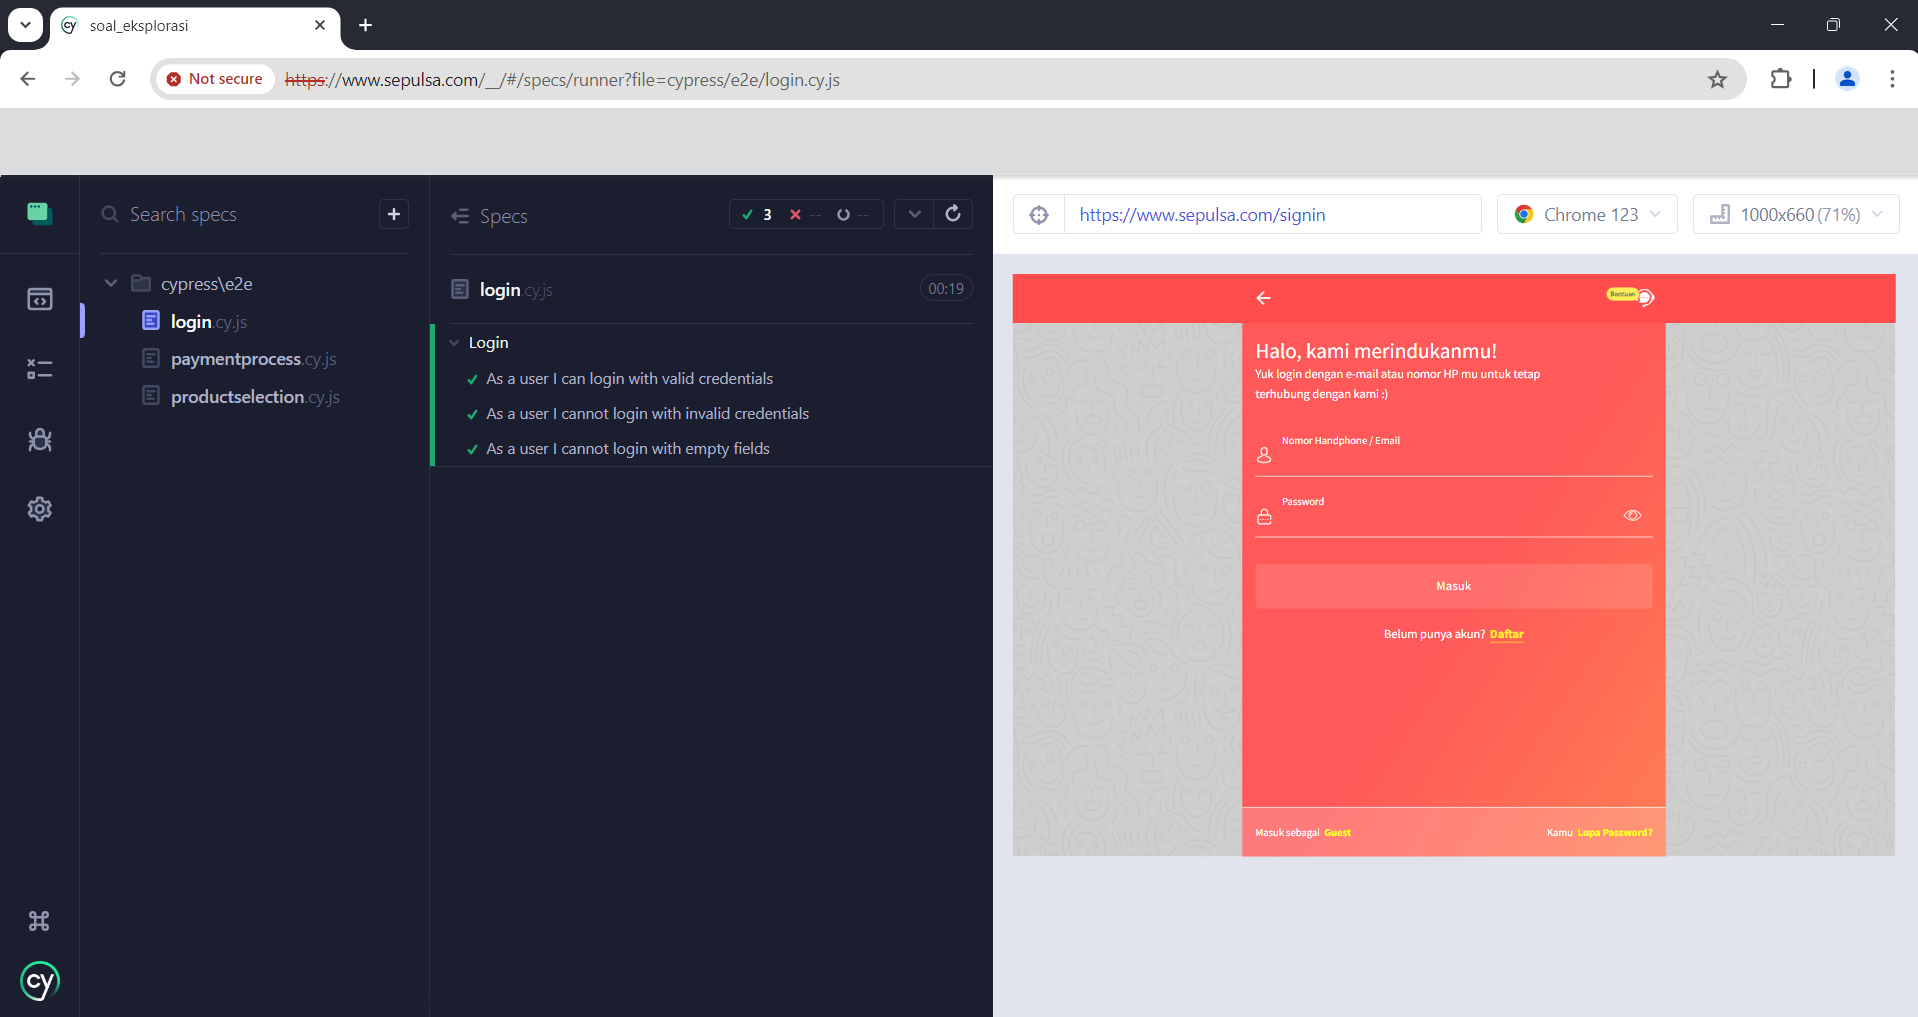 soal_eksplorasi
Not secure https://www.sepulsa.com/__/#/specs/runner?file=cypress/e2e/login.cy.js
Search specs
cypress\e2e
login.cy.js
paymentprocess.cy.js
productselection.cy.js
cy
Specs
3 -- --
login.cy.js 00:19
Login
As a user I can login with valid credentials
As a user I cannot login with invalid credentials
As a user I cannot login with empty fields
https://www.sepulsa.com/signin
Chrome 123
1000x660 (71%)
Bantuan
Halo, kami merindukanmu!
Yuk login dengan e-mail atau nomor HP mu untuk tetap
terhubung dengan kami :)
Nomor Handphone / Email
Password
Masuk
Belum punya akun? Daftar
Masuk sebagai Guest
Kamu Lupa Password?